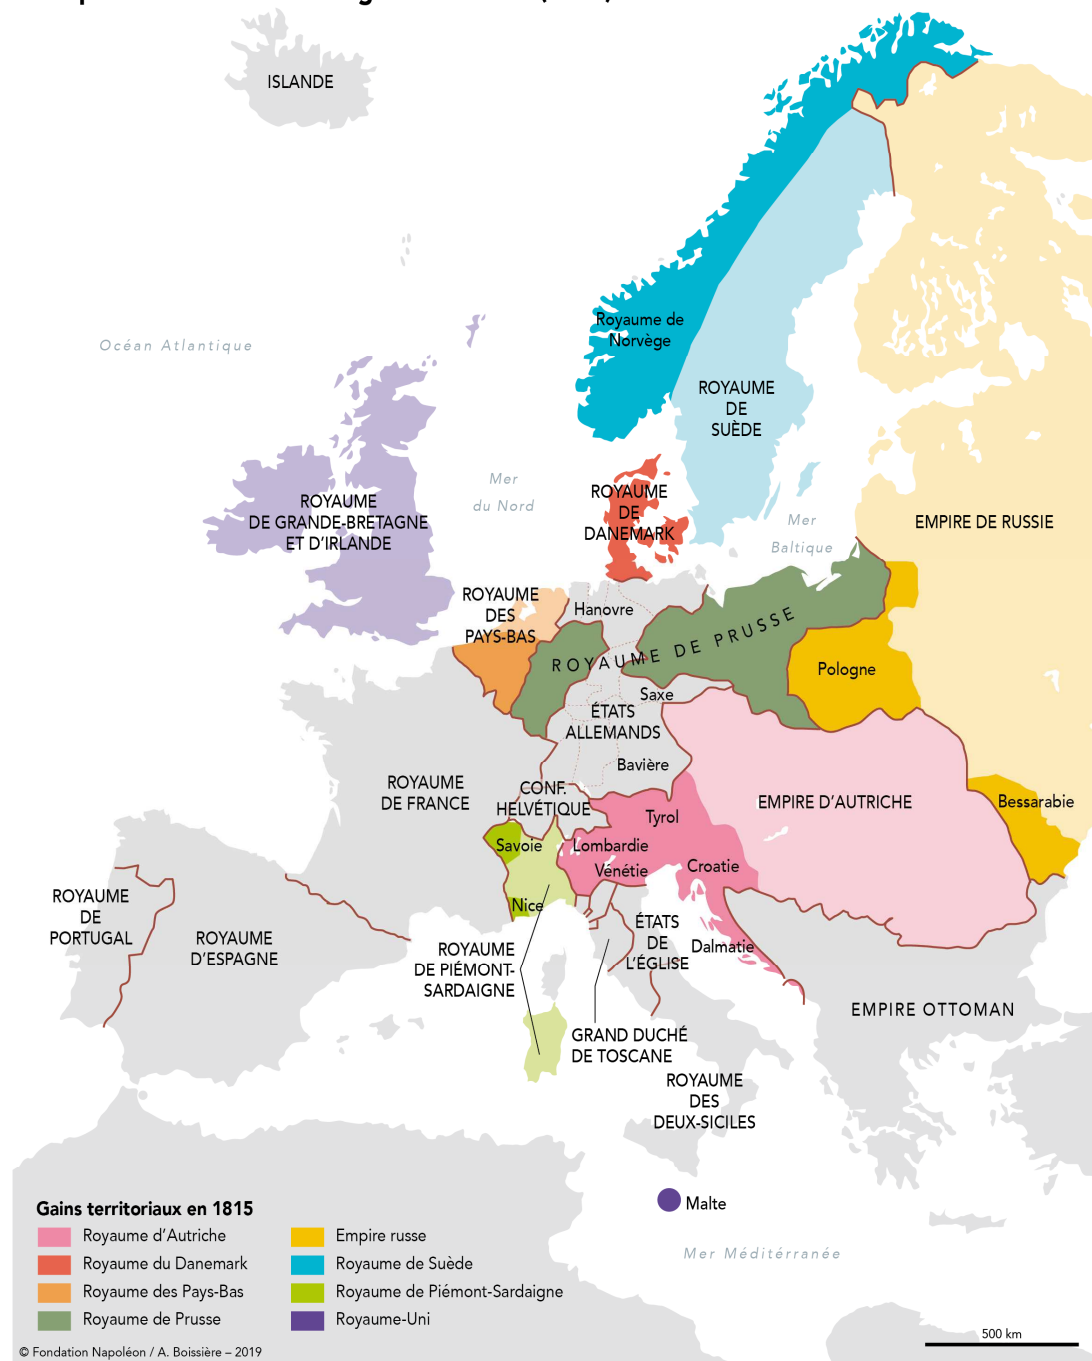 ISLANDE
Océan Atlantique
Royaume de
Norvège
ROYAUME
DE
SUÈDE
Mer
du Nord
ROYAUME
DE GRANDE-BRETAGNE
ET D'IRLANDE
ROYAUME
DE
DANEMARK
Mer
Baltique
EMPIRE DE RUSSIE
ROYAUME
DES
PAYS-BAS
Hanovre
ROYAUME DE PRUSSE
Pologne
Saxe
ÉTATS
ALLEMANDS
Bavière
ROYAUME
DE FRANCE
CONF.
HELVÉTIQUE
Tyrol
EMPIRE D'AUTRICHE
Bessarabie
Savoie
Lombardie
Vénétie
Croatie
Nice
ROYAUME
DE
PORTUGAL
ROYAUME
D'ESPAGNE
ROYAUME
DE PIÉMONT-
SARDAIGNE
ÉTATS
DE
L'ÉGLISE
Dalmatie
EMPIRE OTTOMAN
GRAND DUCHÉ
DE TOSCANE
ROYAUME
DES
DEUX-SICILES
Malte
Mer Méditérranée
Gains territoriaux en 1815
Royaume d'Autriche
Royaume du Danemark
Royaume des Pays-Bas
Royaume de Prusse
Empire russe
Royaume de Suède
Royaume de Piémont-Sardaigne
Royaume-Uni
500 km
© Fondation Napoléon / A. Boissière – 2019